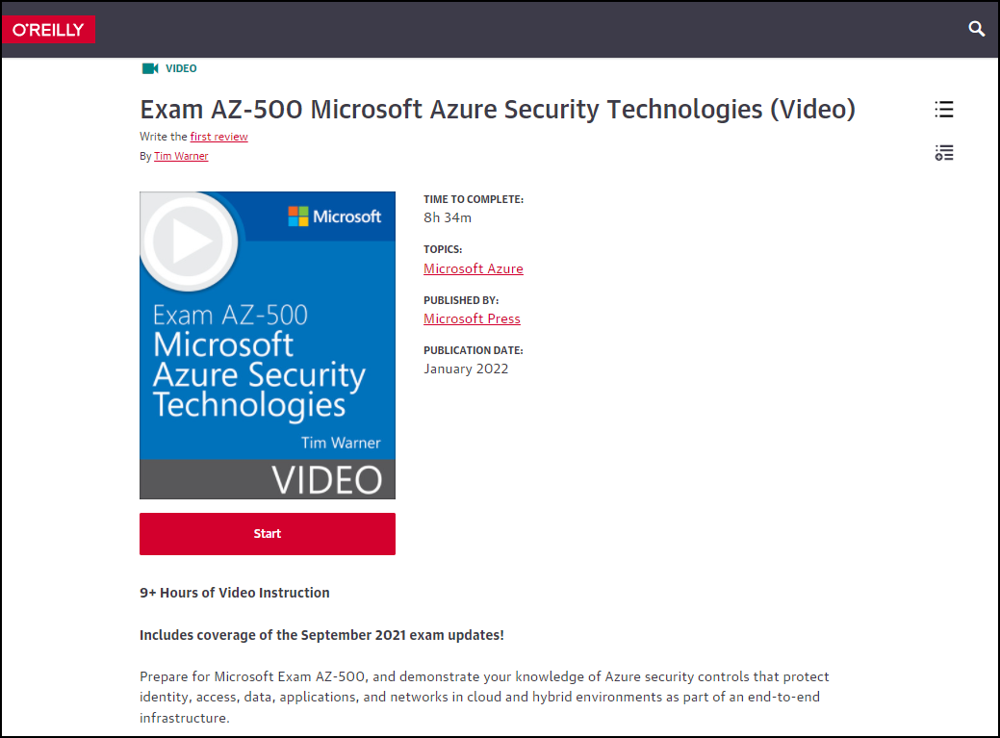 O'REILLY
VIDEO
Exam AZ-500 Microsoft Azure Security Technologies (Video)
Write the first review
By Tim Warner
Microsoft
Exam AZ-500
Microsoft
Azure Security
Technologies
Tim Warner
VIDEO
TIME TO COMPLETE:
8h 34m
TOPICS:
Microsoft Azure
PUBLISHED BY:
Microsoft Press
PUBLICATION DATE:
January 2022
Start
9+ Hours of Video Instruction
Includes coverage of the September 2021 exam updates!
Prepare for Microsoft Exam AZ-500, and demonstrate your knowledge of Azure security controls that protect
identity, access, data, applications, and networks in cloud and hybrid environments as part of an end-to-end
infrastructure.